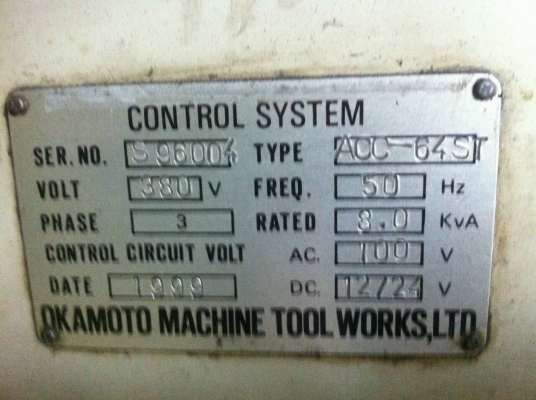 CONTROL SYSTEM
SER.NO. S96004 TYPE ACC-64ST
VOLT 380 V FREQ. 50 Hz
PHASE 3 RATED 8.0 KvA
CONTROL CIRCUIT VOLT AC. 100 V
DATE 1999 DC. 12/24 V
OKAMOTO MACHINE TOOL WORKS,LTD.